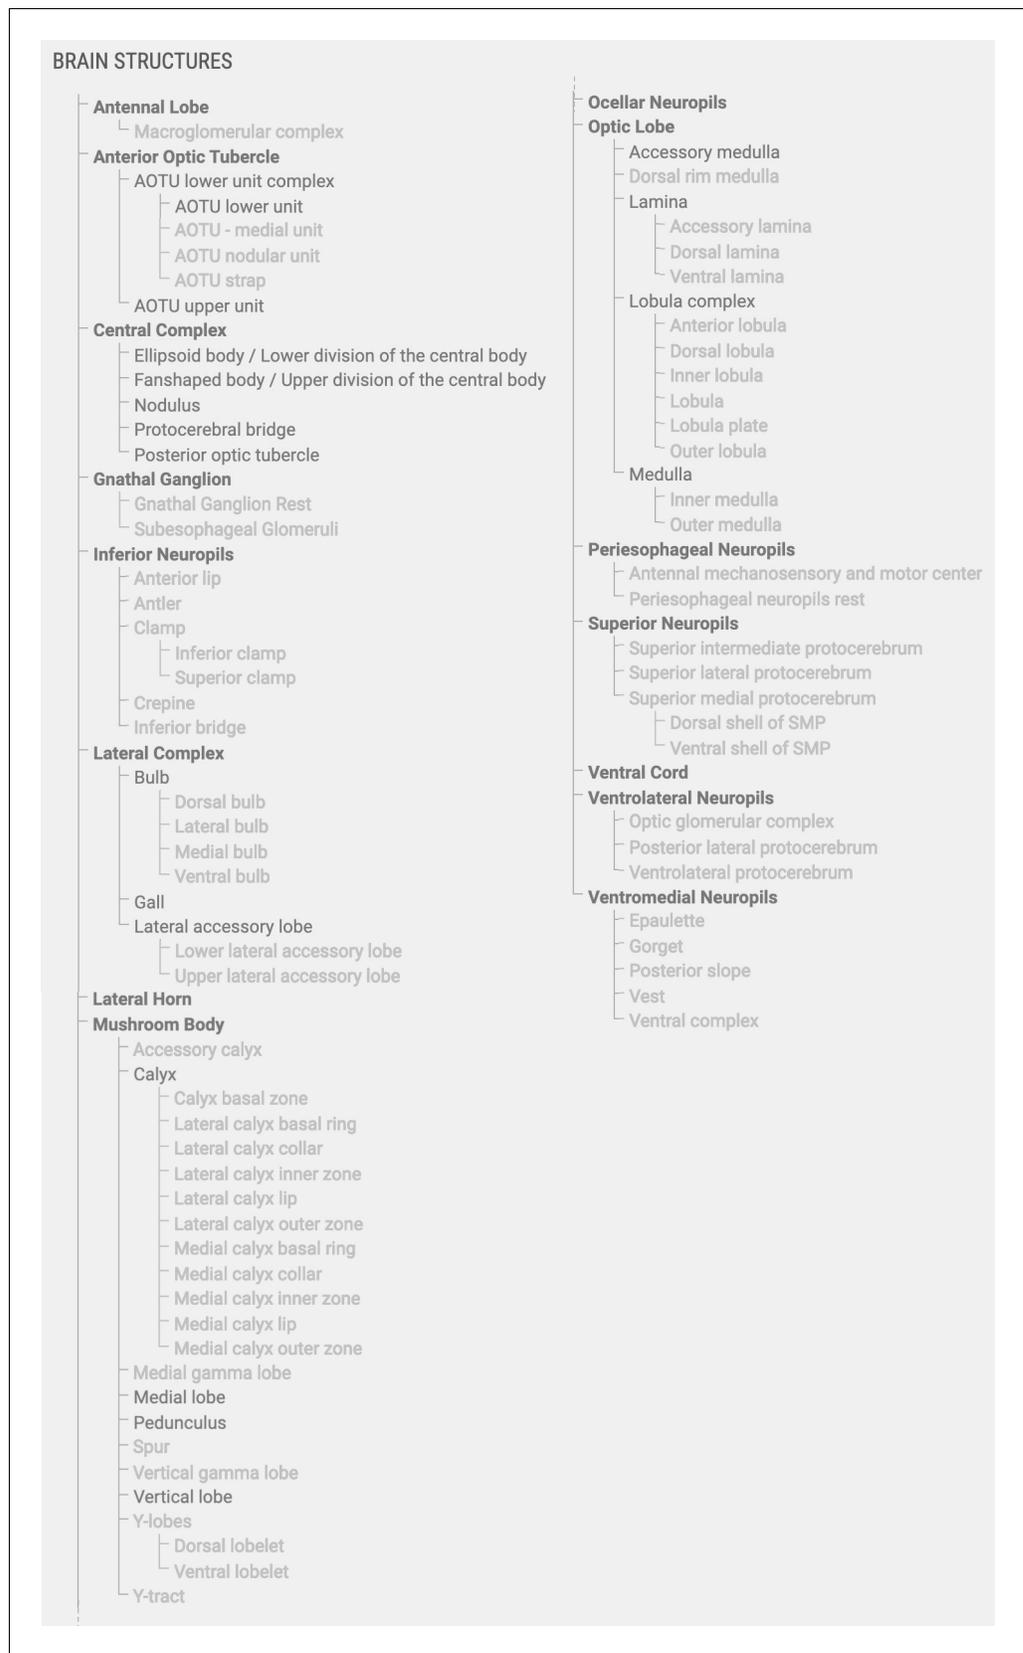 BRAIN STRUCTURES
Antennal Lobe
Macroglomerular complex
Anterior Optic Tubercle
AOTU lower unit complex
AOTU lower unit
AOTU - medial unit
AOTU nodular unit
AOTU strap
AOTU upper unit
Central Complex
Ellipsoid body / Lower division of the central body
Fanshaped body / Upper division of the central body
Nodulus
Protocerebral bridge
Posterior optic tubercle
Gnathal Ganglion
Gnathal Ganglion Rest
Subesophageal Glomeruli
Inferior Neuropils
Anterior lip
Antler
Clamp
Inferior clamp
Superior clamp
Crepine
Inferior bridge
Lateral Complex
Bulb
Dorsal bulb
Lateral bulb
Medial bulb
Ventral bulb
Gall
Lateral accessory lobe
Lower lateral accessory lobe
Upper lateral accessory lobe
Lateral Horn
Mushroom Body
Accessory calyx
Calyx
Calyx basal zone
Lateral calyx basal ring
Lateral calyx collar
Lateral calyx inner zone
Lateral calyx lip
Lateral calyx outer zone
Medial calyx basal ring
Medial calyx collar
Medial calyx inner zone
Medial calyx lip
Medial calyx outer zone
Medial gamma lobe
Medial lobe
Pedunculus
Spur
Vertical gamma lobe
Vertical lobe
Y-lobes
Dorsal lobelet
Ventral lobelet
Y-tract
Ocellar Neuropils
Optic Lobe
Accessory medulla
Dorsal rim medulla
Lamina
Accessory lamina
Dorsal lamina
Ventral lamina
Lobula complex
Anterior lobula
Dorsal lobula
Inner lobula
Lobula
Lobula plate
Outer lobula
Medulla
Inner medulla
Outer medulla
Periesophageal Neuropils
Antennal mechanosensory and motor center
Periesophageal neuropils rest
Superior Neuropils
Superior intermediate protocerebrum
Superior lateral protocerebrum
Superior medial protocerebrum
Dorsal shell of SMP
Ventral shell of SMP
Ventral Cord
Ventrolateral Neuropils
Optic glomerular complex
Posterior lateral protocerebrum
Ventrolateral protocerebrum
Ventromedial Neuropils
Epaulette
Gorget
Posterior slope
Vest
Ventral complex